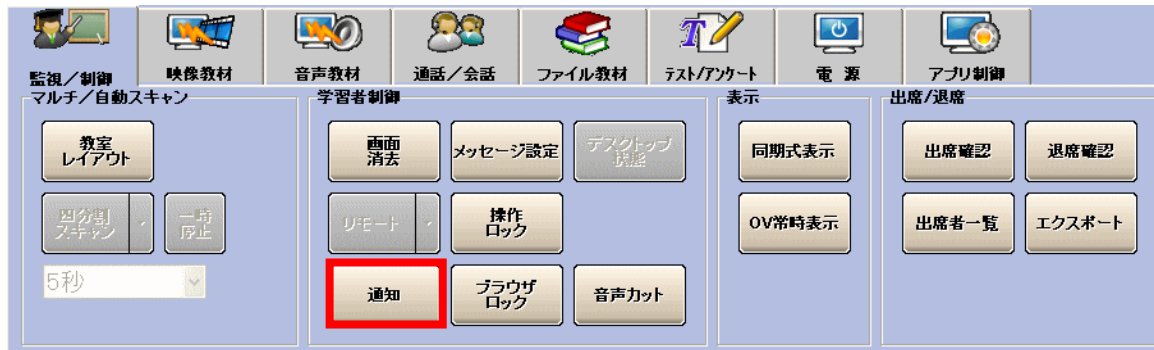 監視／制御
映像教材
音声教材
通話／会話
ファイル教材
テスト/アンケート
電 源
アプリ制御
マルチ／自動スキャン
学習者制御
表示
出席/退席
教室
レイアウト
四分割
スキャン
一時
停止
5秒
画面
消去
メッセージ設定
デスクトップ
状態
リモート
操作
ロック
通知
ブラウザ
ロック
音声カット
同期式表示
OV常時表示
出席確認
退席確認
出席者一覧
エクスポート